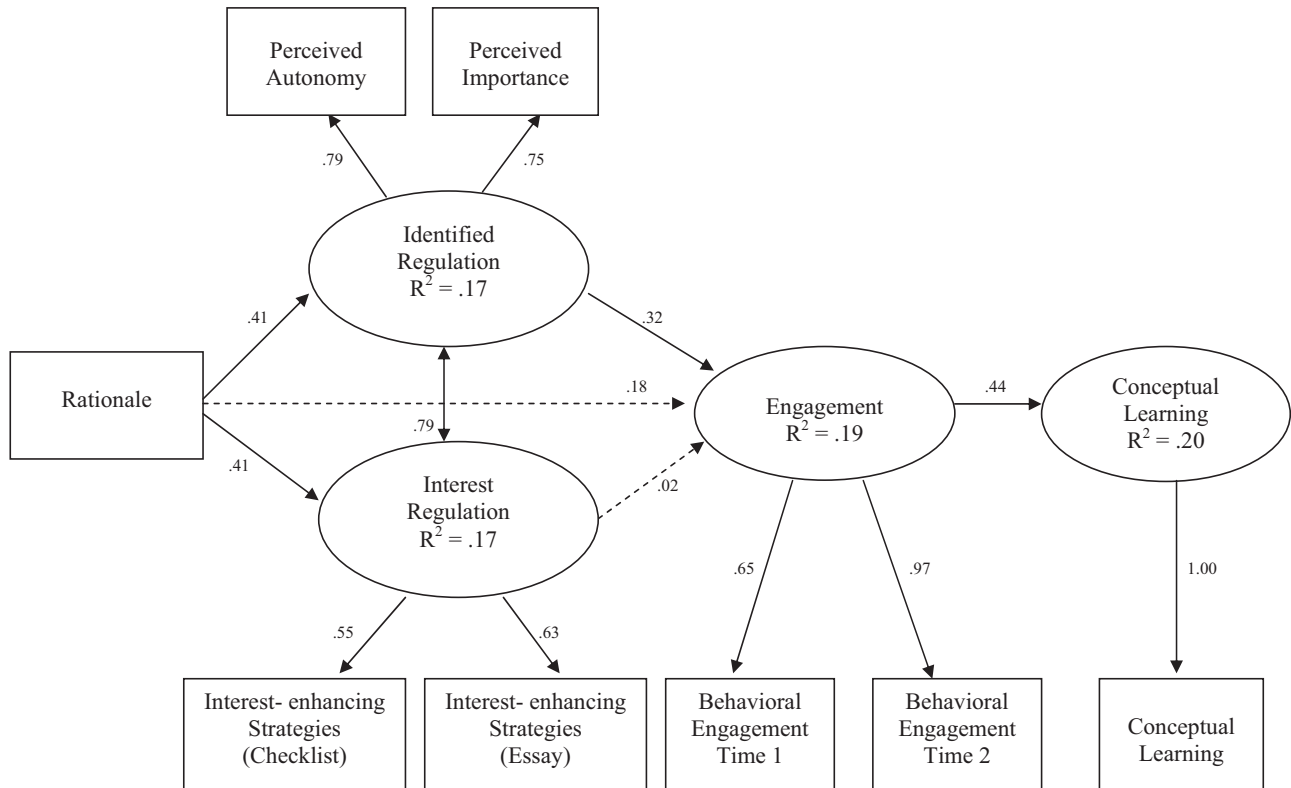 Perceived
Autonomy
Perceived
Importance
.79
.75
Identified
Regulation
R² = .17
.41
.32
Rationale
.18
.79
Engagement
R² = .19
.44
Conceptual
Learning
R² = .20
.41
Interest
Regulation
R² = .17
.02
.55
.63
.65
.97
1.00
Interest- enhancing
Strategies
(Checklist)
Interest- enhancing
Strategies
(Essay)
Behavioral
Engagement
Time 1
Behavioral
Engagement
Time 2
Conceptual
Learning